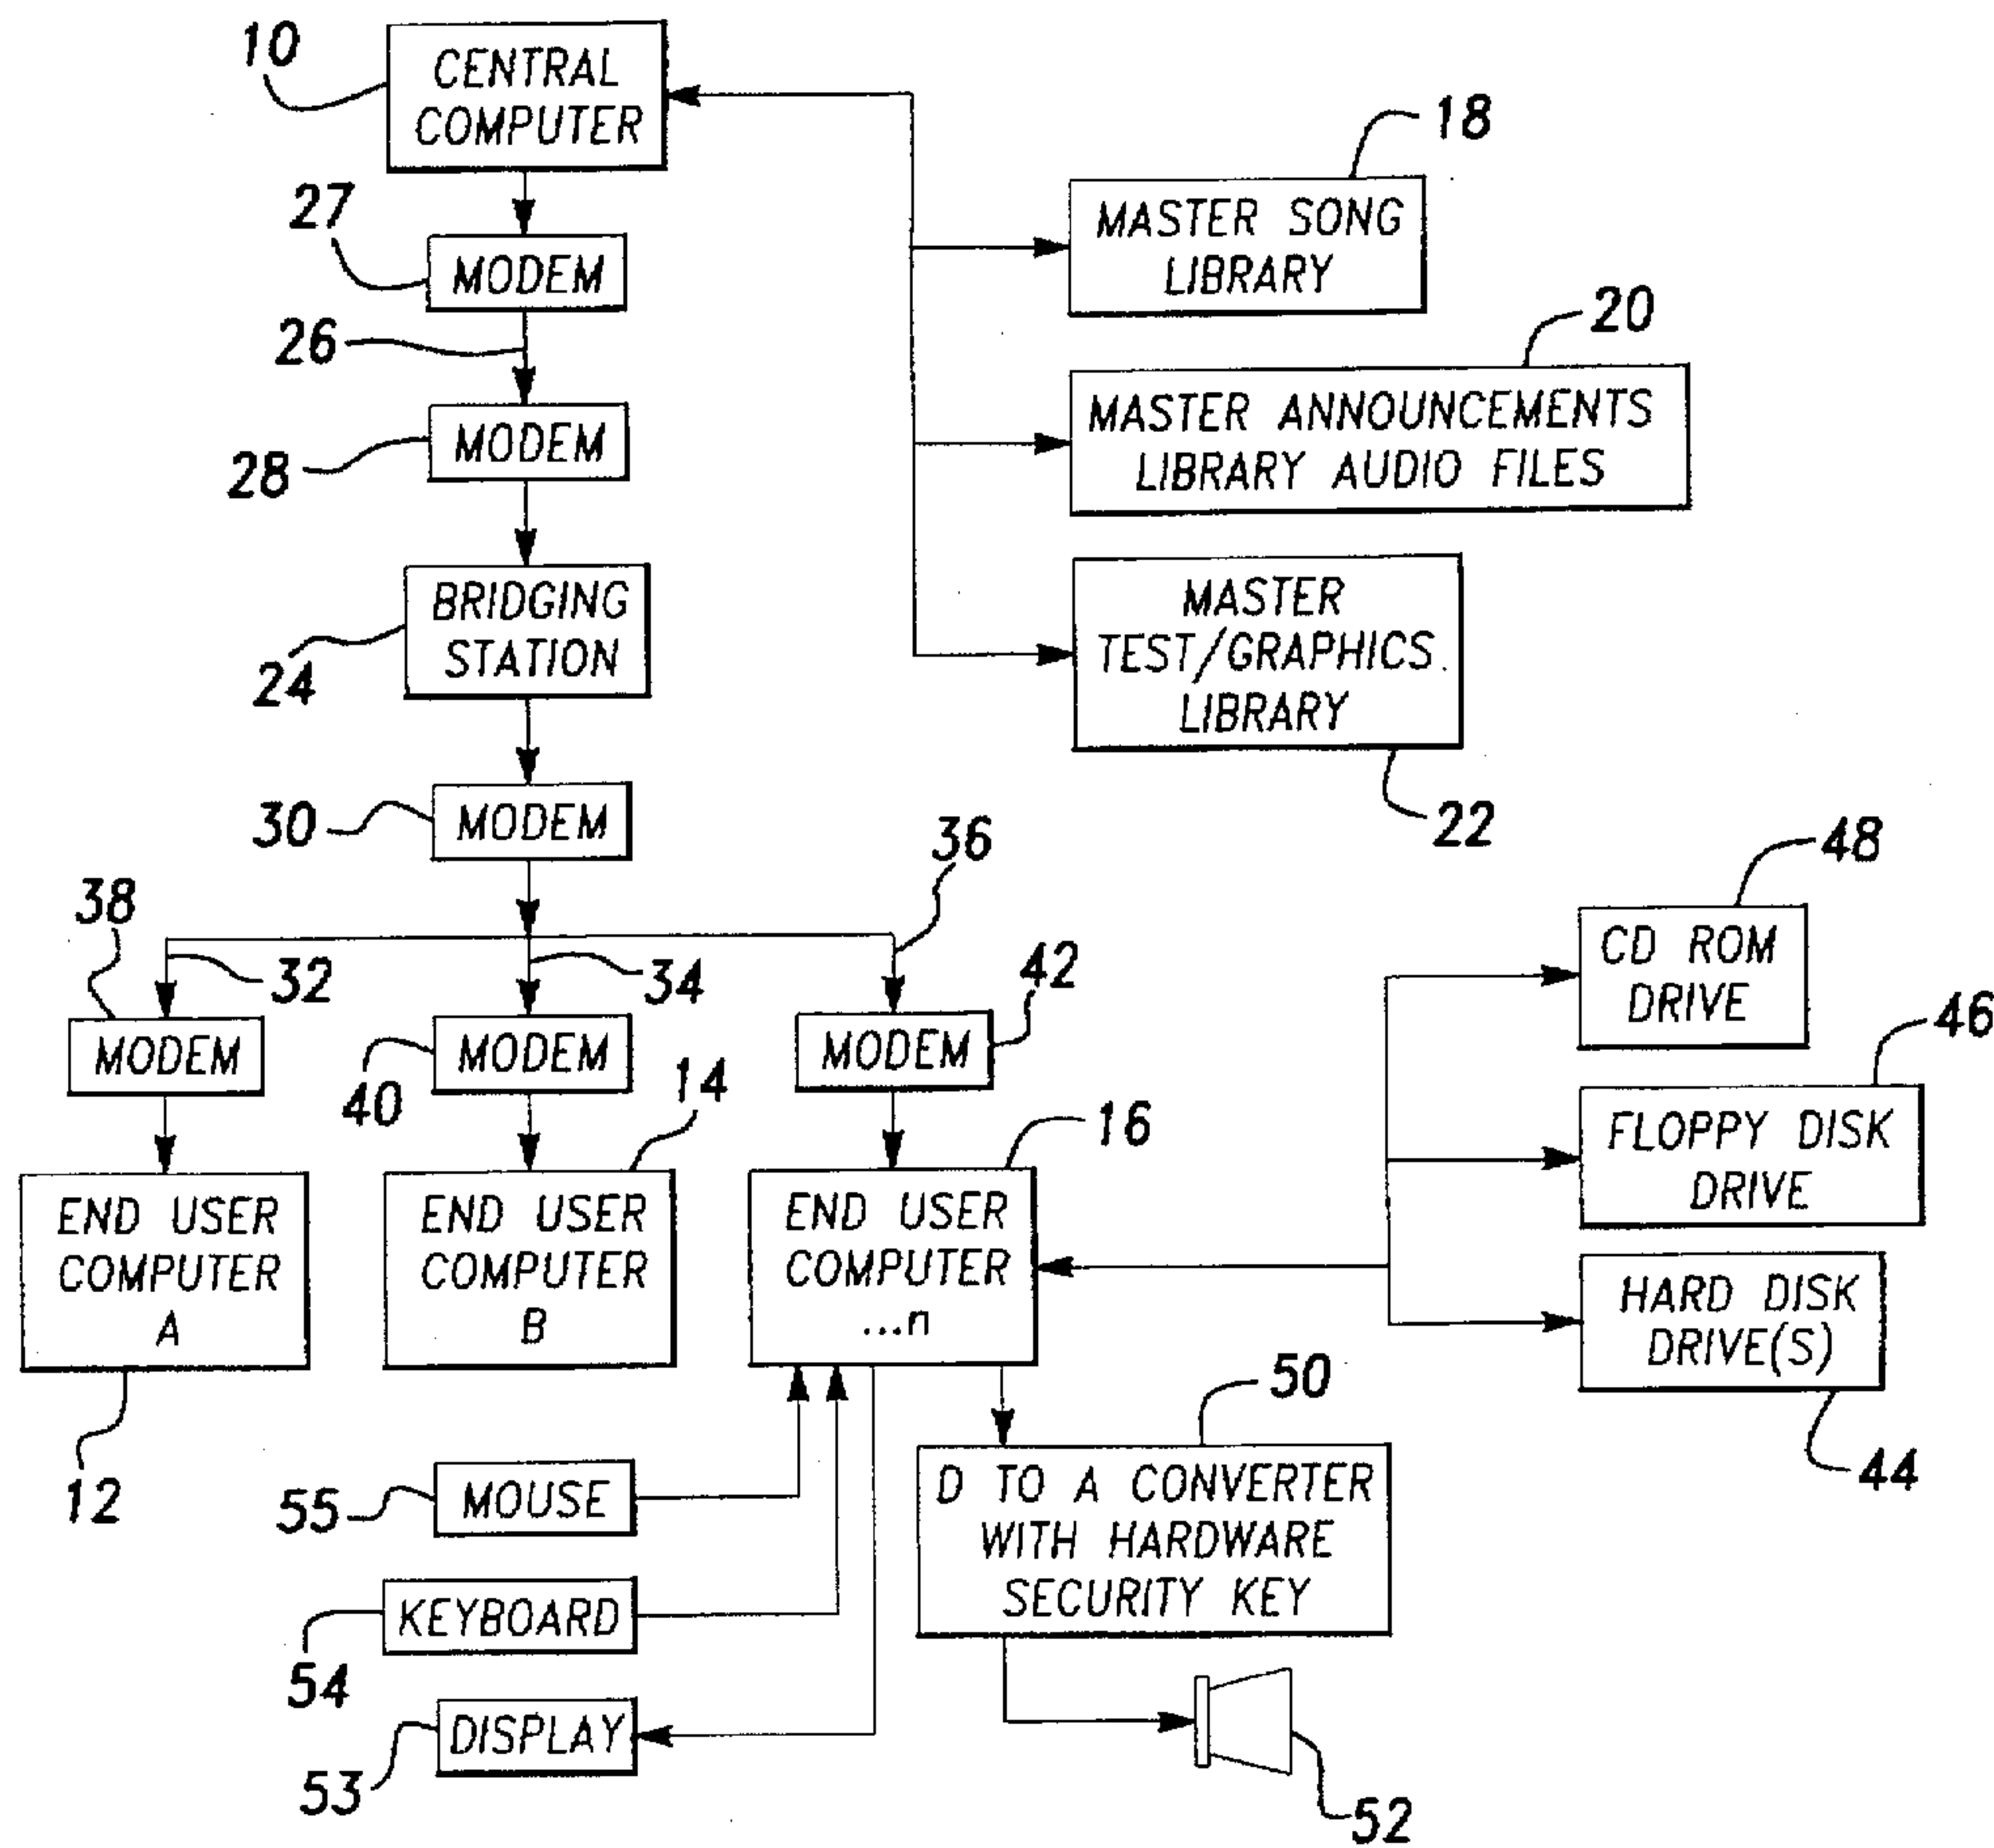 10
CENTRAL
COMPUTER
18
27
MODEM
MASTER SONG
LIBRARY
26
20
28
MODEM
MASTER ANNOUNCEMENTS
LIBRARY AUDIO FILES
24
BRIDGING
STATION
MASTER
TEST/GRAPHICS
LIBRARY
22
30
MODEM
36
48
38
32
34
42
CD ROM
DRIVE
46
MODEM
40
MODEM
14
MODEM
16
FLOPPY DISK
DRIVE
END USER
COMPUTER
A
END USER
COMPUTER
B
END USER
COMPUTER
...n
HARD DISK
DRIVE(S)
44
12
50
55
MOUSE
D TO A CONVERTER
WITH HARDWARE
SECURITY KEY
54
KEYBOARD
53
DISPLAY
52